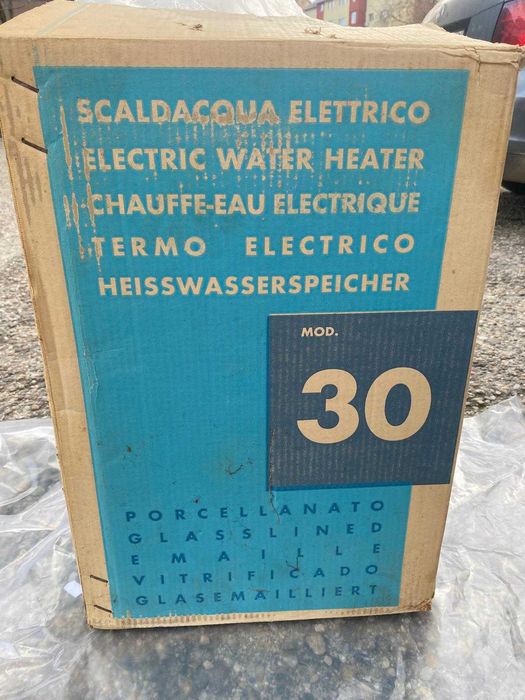 SCALDACQUA ELETTRICO
ELECTRIC WATER HEATER
CHAUFFE-EAU ELECTRIQUE
TERMO ELECTRICO
HEISSWASSERSPEICHER
MOD.
30
PORCELLANATO
GLASSLINED
EMAILLE
VITRIFICADO
GLASEMAILLIERT